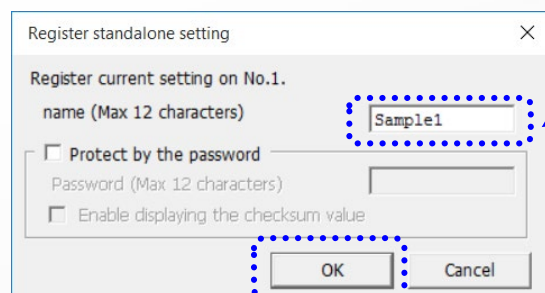 Register standalone setting
Register current setting on No.1.
name (Max 12 characters) Sample1
Protect by the password
Password (Max 12 characters)
Enable displaying the checksum value
OK Cancel